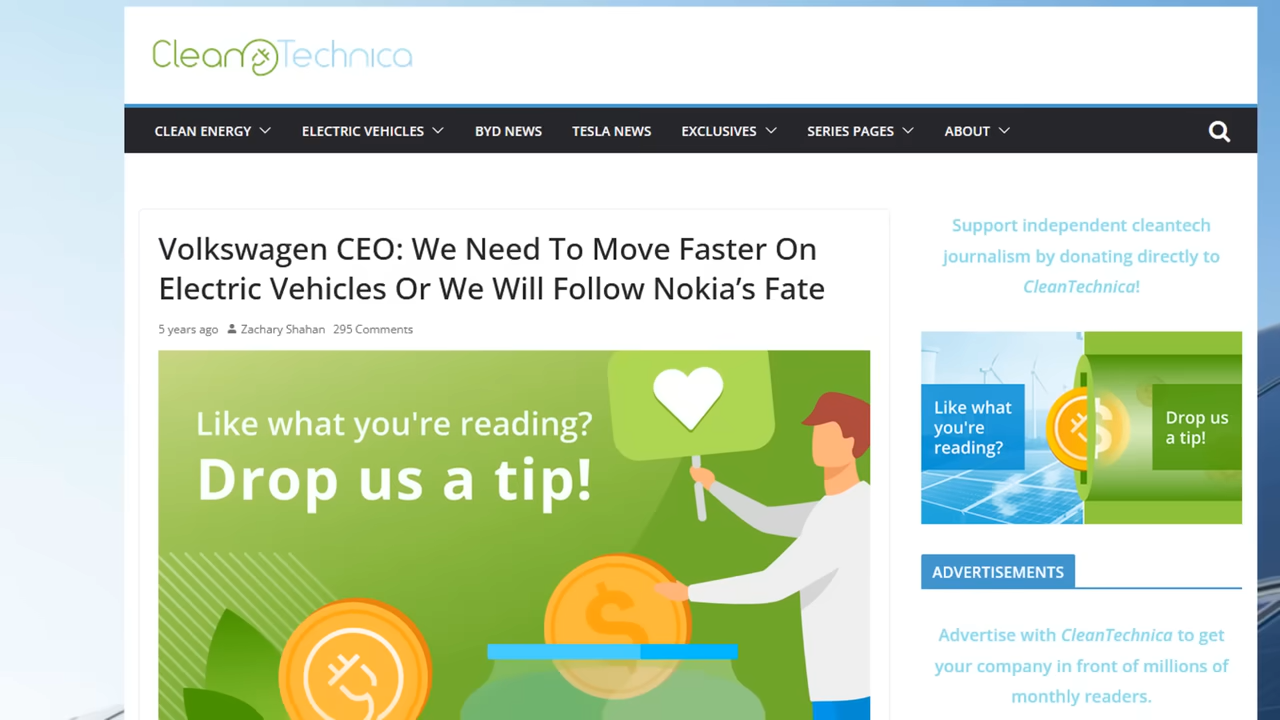 CleanTechnica
CLEAN ENERGY ELECTRIC VEHICLES BYD NEWS TESLA NEWS EXCLUSIVES SERIES PAGES ABOUT
Volkswagen CEO: We Need To Move Faster On
Electric Vehicles Or We Will Follow Nokia’s Fate
5 years ago Zachary Shahan 295 Comments
Like what you're reading?
Drop us a tip!
$
Support independent cleantech
journalism by donating directly to
CleanTechnica!
Like what
you're
reading?
$
Drop us
a tip!
ADVERTISEMENTS
Advertise with CleanTechnica to get
your company in front of millions of
monthly readers.